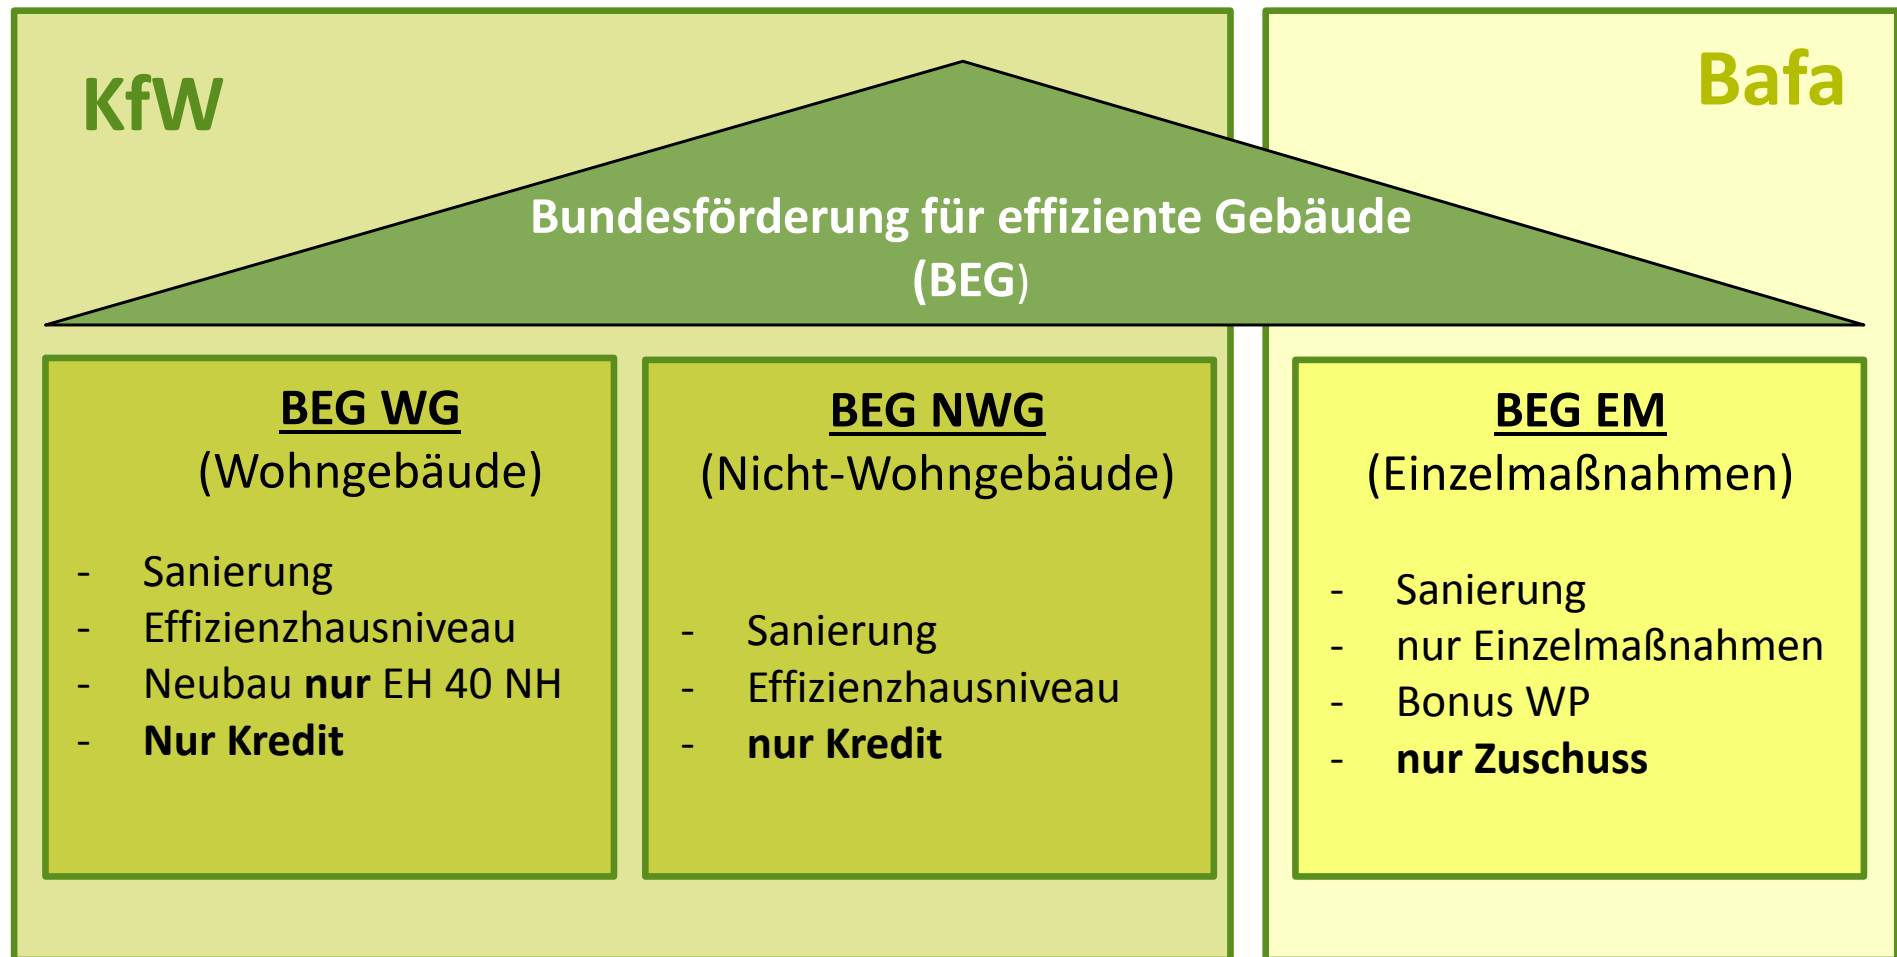 KfW
Bafa
Bundesförderung für effiziente Gebäude
(BEG)
BEG WG
(Wohngebäude)
- Sanierung
- Effizienzhausniveau
- Neubau nur EH 40 NH
- Nur Kredit
BEG NWG
(Nicht-Wohngebäude)
- Sanierung
- Effizienzhausniveau
- nur Kredit
BEG EM
(Einzelmaßnahmen)
- Sanierung
- nur Einzelmaßnahmen
- Bonus WP
- nur Zuschuss